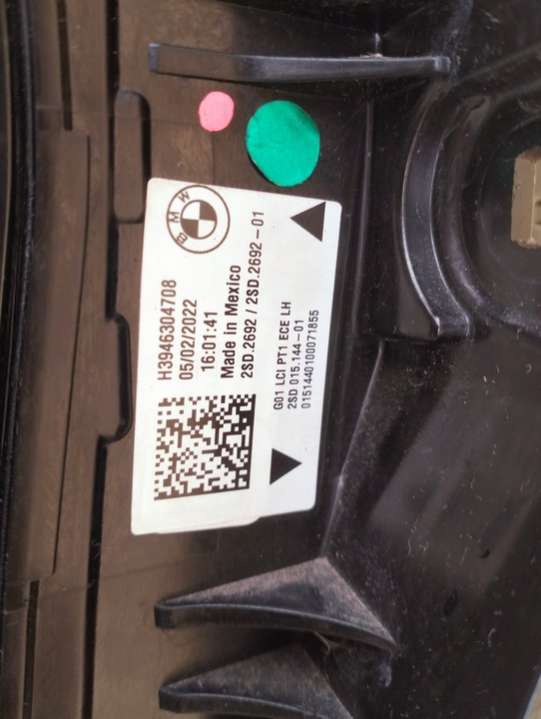 BMW
H3946304708
05/02/2022
16:01:41
Made in Mexico
2SD.2692 / 2SD.2692-01
G01 LCI PT1 ECE LH
2SD 015.144-01
0151440100071855